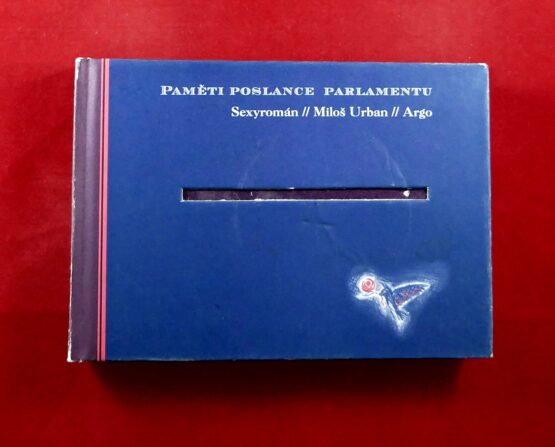 PAMĚTI POSLANCE PARLAMENTU
Sexyromán // Miloš Urban // Argo